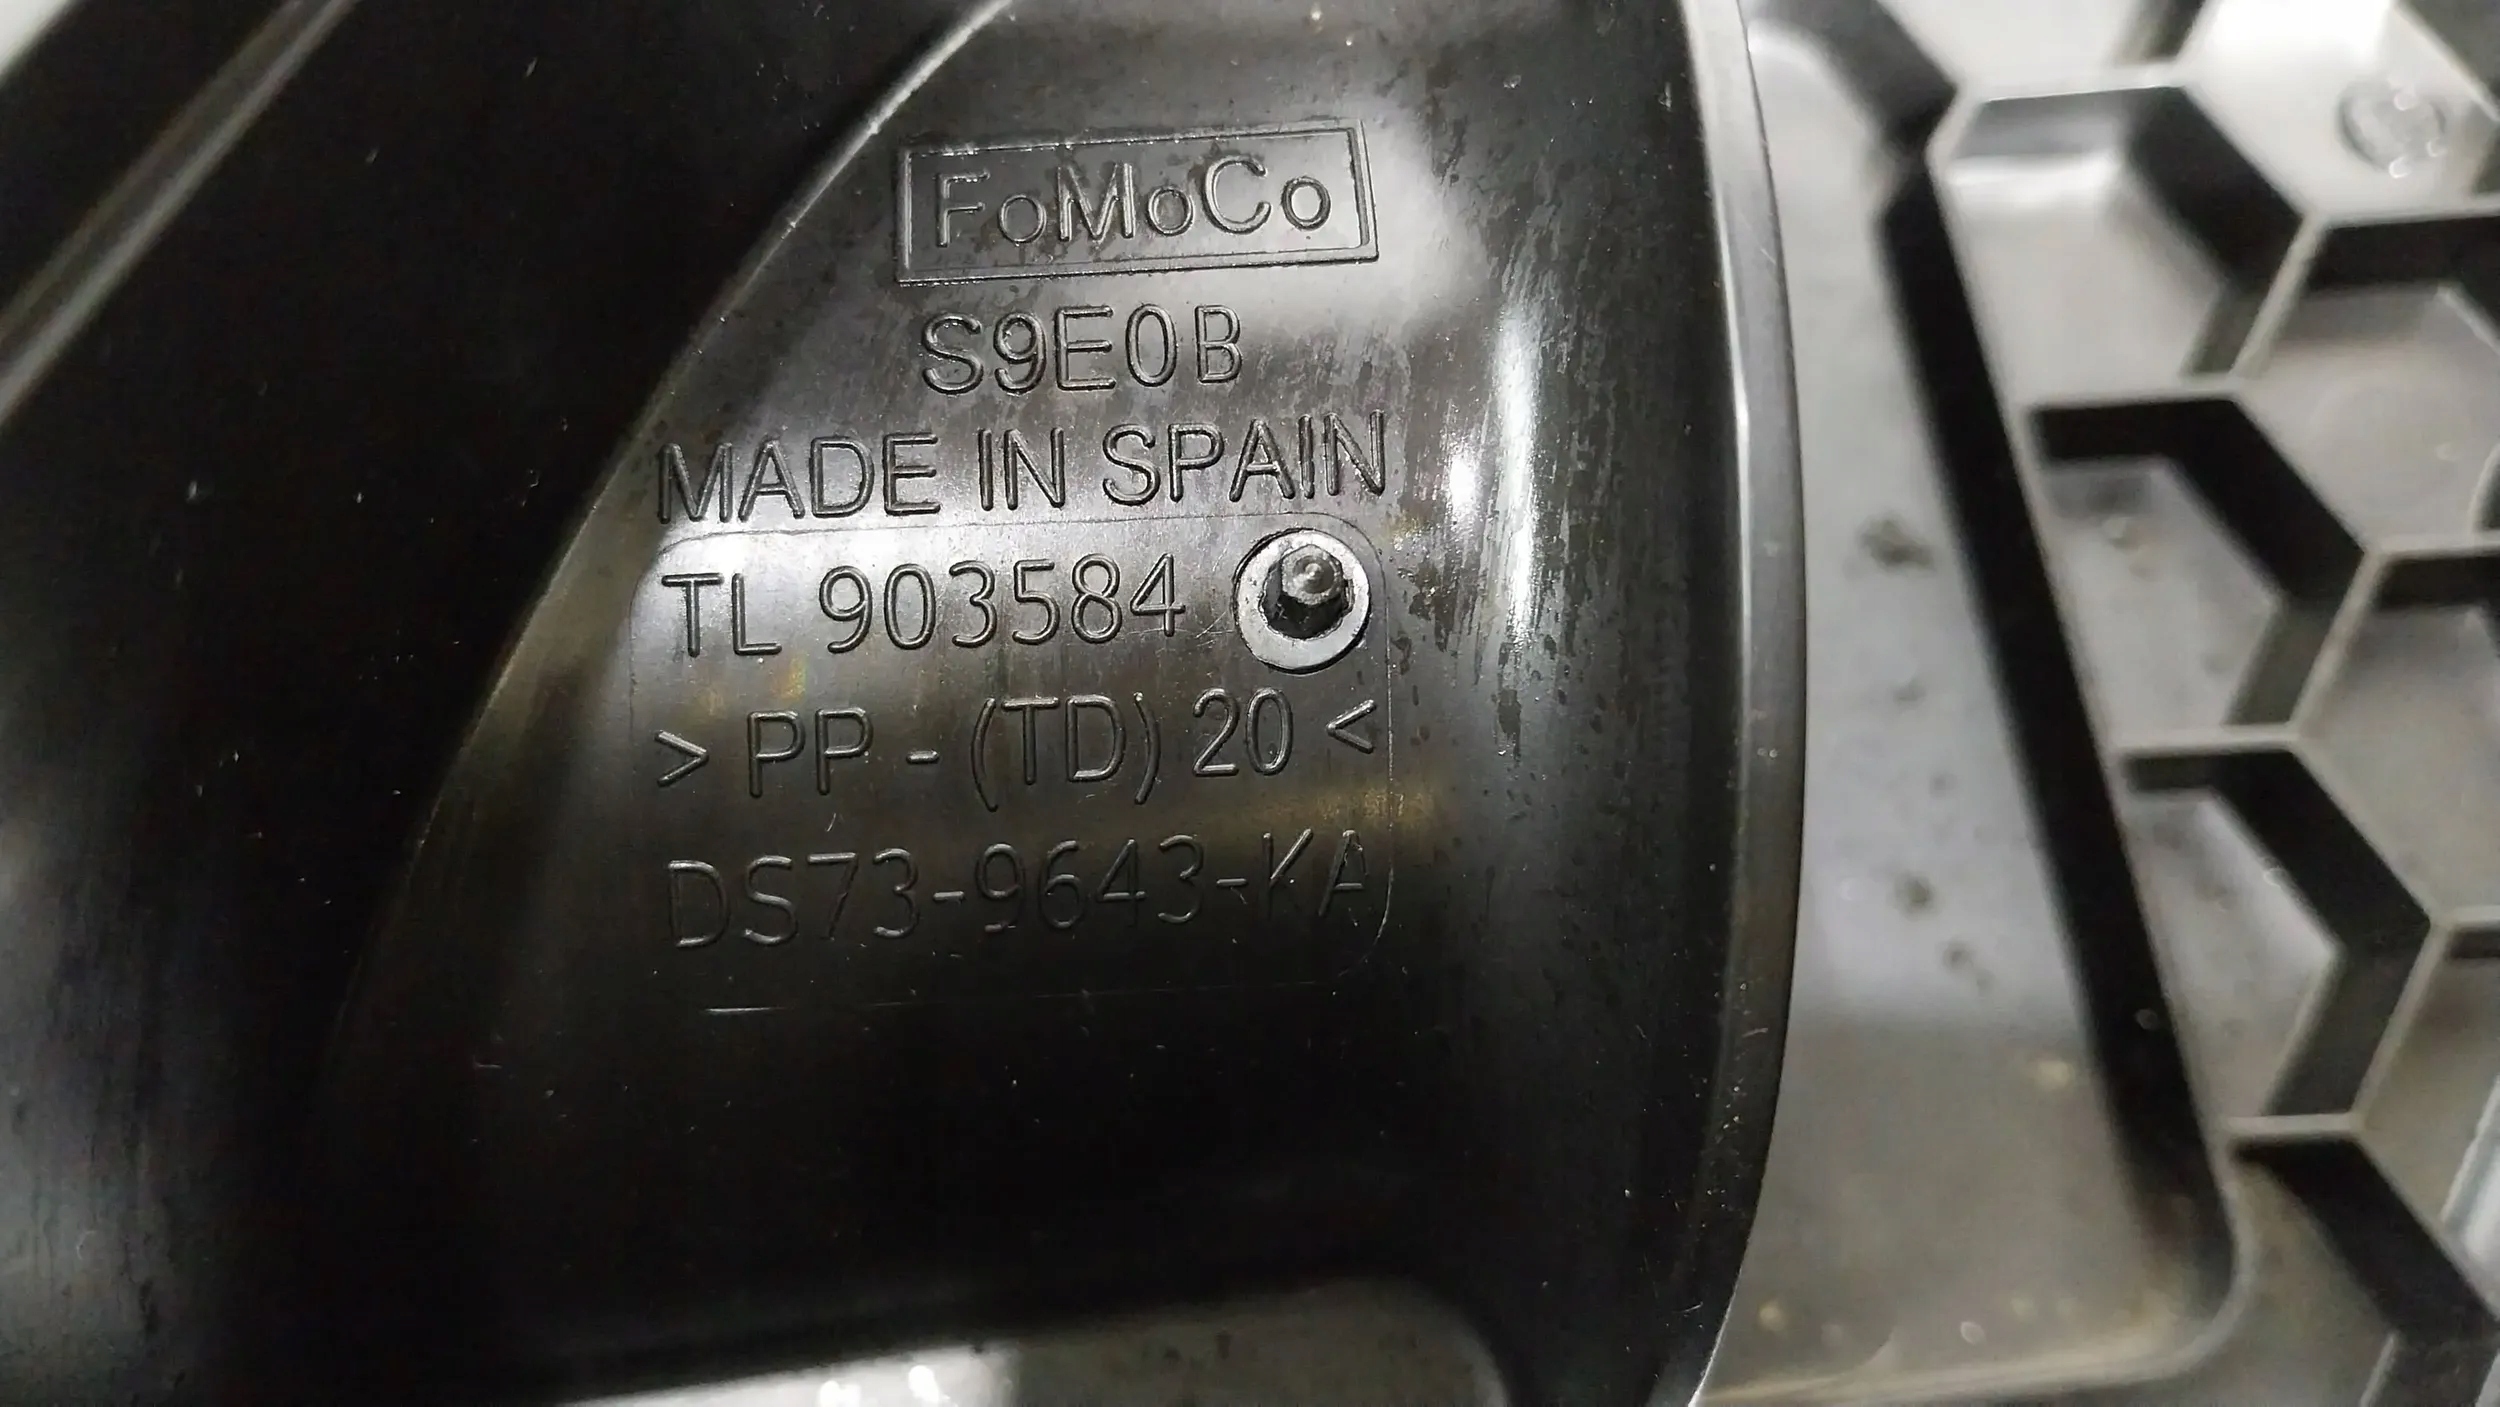 FoMoCo
S9E0B
MADE IN SPAIN
TL 903584
> PP - (TD) 20 <
DS73-9643-KA